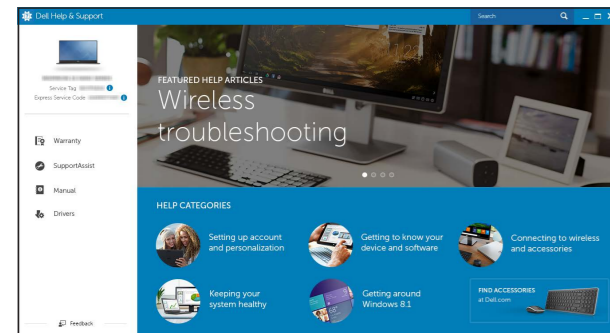 Dell Help & Support
Search
Service Tag
Express Service Code
Warranty
SupportAssist
Manual
Drivers
Feedback
FEATURED HELP ARTICLES
Wireless
troubleshooting
HELP CATEGORIES
Setting up account
and personalization
Getting to know your
device and software
Connecting to wireless
and accessories
Keeping your
system healthy
Getting around
Windows 8.1
FIND ACCESSORIES
at Dell.com